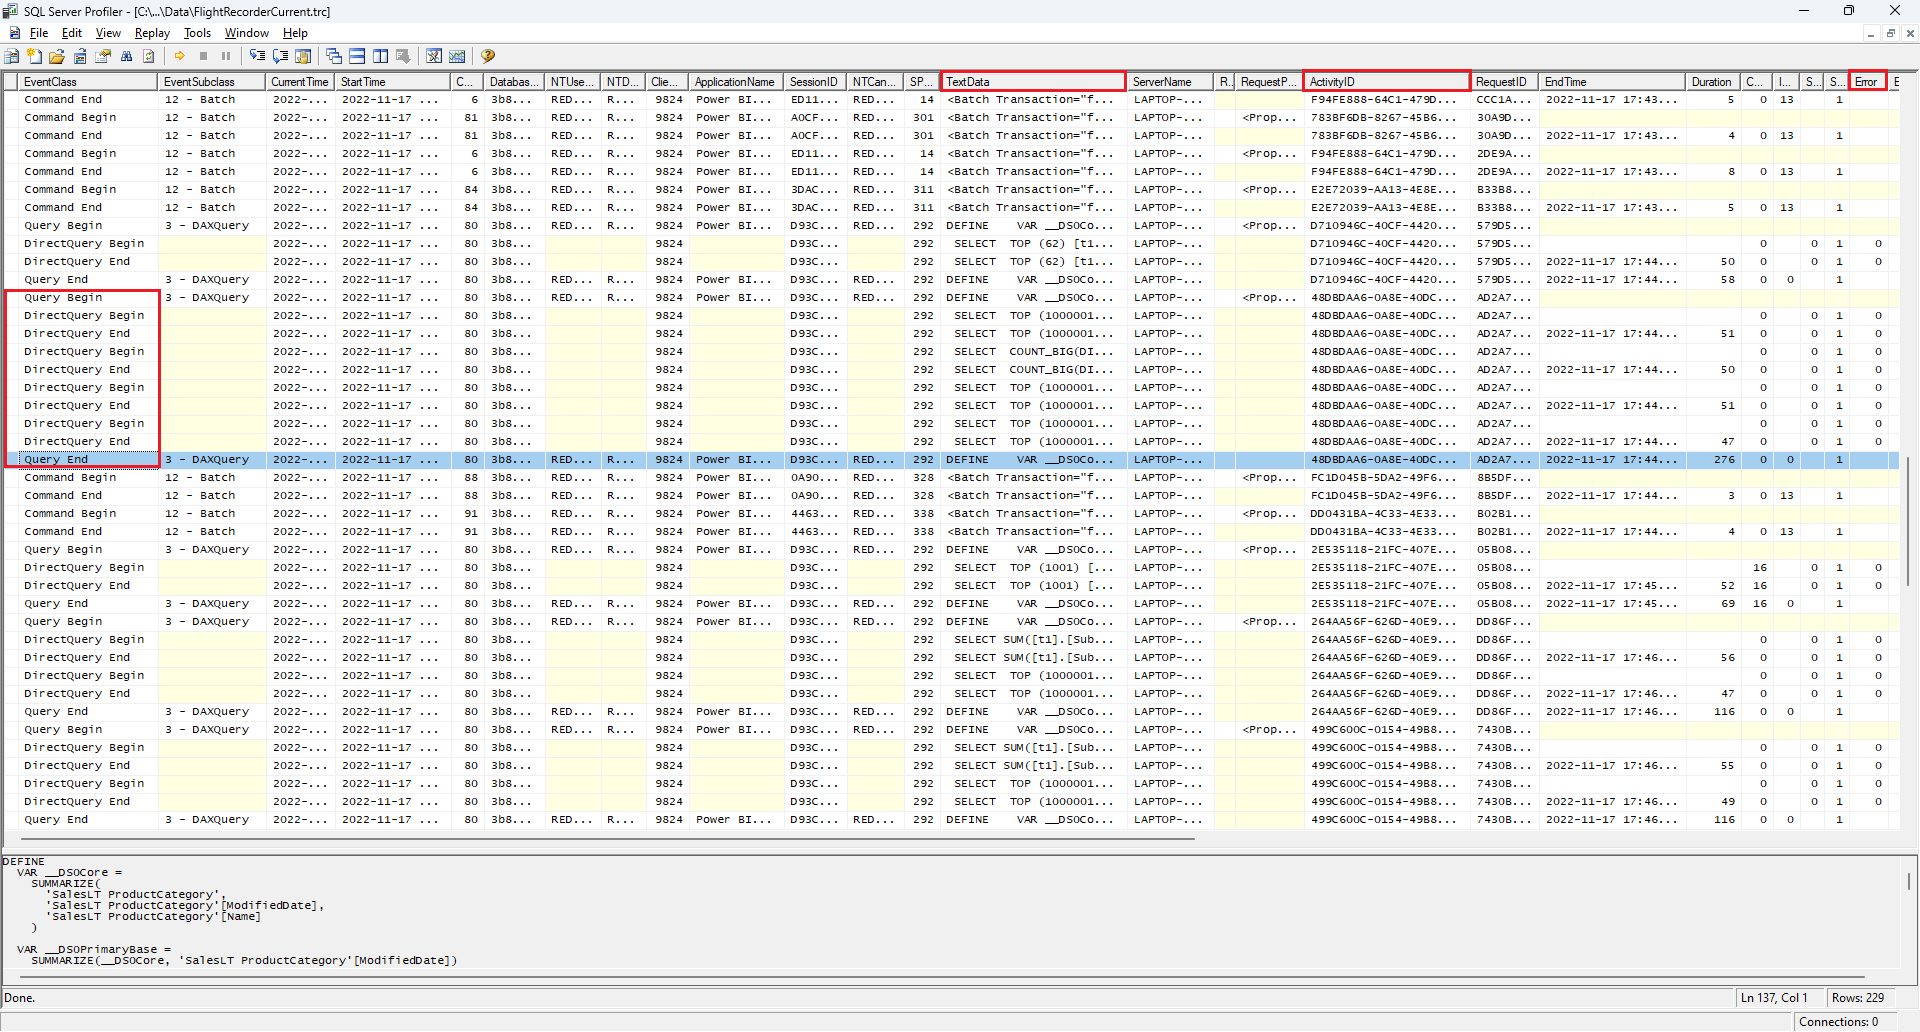 SQL Server Profiler - [C:\...\Data\FlightRecorderCurrent.trc]
File Edit View Replay Tools Window Help
EventClass EventSubclass CurrentTime StartTime C... Databas... NTUse... NTD... Clie... ApplicationName SessionID NTCan... SP... TextData ServerName R... RequestP... ActivityID RequestID EndTime Duration C... I... S... S... Error E
Command End 12 - Batch 2022-... 2022-11-17 ... 6 3b8... RED... R... 9824 Power BI... ED11... RED... 14 <Batch Transaction="f... LAPTOP-... F94FE888-64C1-479D... CCC1A... 2022-11-17 17:43... 5 0 13 1
Command Begin 12 - Batch 2022-... 2022-11-17 ... 81 3b8... RED... R... 9824 Power BI... A0CF... RED... 301 <Batch Transaction="f... LAPTOP-... <Prop... 783BF6DB-8267-45B6... 30A9D...
Command End 12 - Batch 2022-... 2022-11-17 ... 81 3b8... RED... R... 9824 Power BI... A0CF... RED... 301 <Batch Transaction="f... LAPTOP-... 783BF6DB-8267-45B6... 30A9D... 2022-11-17 17:43... 4 0 13 1
Command Begin 12 - Batch 2022-... 2022-11-17 ... 6 3b8... RED... R... 9824 Power BI... ED11... RED... 14 <Batch Transaction="f... LAPTOP-... <Prop... F94FE888-64C1-479D... 2DE9A...
Command End 12 - Batch 2022-... 2022-11-17 ... 6 3b8... RED... R... 9824 Power BI... ED11... RED... 14 <Batch Transaction="f... LAPTOP-... F94FE888-64C1-479D... 2DE9A... 2022-11-17 17:43... 8 0 13 1
Command Begin 12 - Batch 2022-... 2022-11-17 ... 84 3b8... RED... R... 9824 Power BI... 3DAC... RED... 311 <Batch Transaction="f... LAPTOP-... <Prop... E2E72039-AA13-4E8E... B33B8...
Command End 12 - Batch 2022-... 2022-11-17 ... 84 3b8... RED... R... 9824 Power BI... 3DAC... RED... 311 <Batch Transaction="f... LAPTOP-... E2E72039-AA13-4E8E... B33B8... 2022-11-17 17:43... 5 0 13 1
Query Begin 3 - DAXQuery 2022-... 2022-11-17 ... 80 3b8... RED... R... 9824 Power BI... D93C... RED... 292 DEFINE VAR __DS0Co... LAPTOP-... <Prop... D710946C-40CF-4420... 579D5...
DirectQuery Begin 2022-... 2022-11-17 ... 80 3b8... 9824 D93C... 292 SELECT TOP (62) [t1... LAPTOP-... D710946C-40CF-4420... 579D5... 0 0 1 0
DirectQuery End 2022-... 2022-11-17 ... 80 3b8... 9824 D93C... 292 SELECT TOP (62) [t1... LAPTOP-... D710946C-40CF-4420... 579D5... 2022-11-17 17:44... 50 0 0 1 0
Query End 3 - DAXQuery 2022-... 2022-11-17 ... 80 3b8... RED... R... 9824 Power BI... D93C... RED... 292 DEFINE VAR __DS0Co... LAPTOP-... D710946C-40CF-4420... 579D5... 2022-11-17 17:44... 58 0 0 1
Query Begin 3 - DAXQuery 2022-... 2022-11-17 ... 80 3b8... RED... R... 9824 Power BI... D93C... RED... 292 DEFINE VAR __DS0Co... LAPTOP-... <Prop... 48DBDAA6-0A8E-40DC... AD2A7...
DirectQuery Begin 2022-... 2022-11-17 ... 80 3b8... 9824 D93C... 292 SELECT TOP (1000001... LAPTOP-... 48DBDAA6-0A8E-40DC... AD2A7... 0 0 1 0
DirectQuery End 2022-... 2022-11-17 ... 80 3b8... 9824 D93C... 292 SELECT TOP (1000001... LAPTOP-... 48DBDAA6-0A8E-40DC... AD2A7... 2022-11-17 17:44... 51 0 0 1 0
DirectQuery Begin 2022-... 2022-11-17 ... 80 3b8... 9824 D93C... 292 SELECT COUNT_BIG(DI... LAPTOP-... 48DBDAA6-0A8E-40DC... AD2A7... 0 0 1 0
DirectQuery End 2022-... 2022-11-17 ... 80 3b8... 9824 D93C... 292 SELECT COUNT_BIG(DI... LAPTOP-... 48DBDAA6-0A8E-40DC... AD2A7... 2022-11-17 17:44... 50 0 0 1 0
DirectQuery Begin 2022-... 2022-11-17 ... 80 3b8... 9824 D93C... 292 SELECT TOP (1000001... LAPTOP-... 48DBDAA6-0A8E-40DC... AD2A7... 0 0 1 0
DirectQuery End 2022-... 2022-11-17 ... 80 3b8... 9824 D93C... 292 SELECT TOP (1000001... LAPTOP-... 48DBDAA6-0A8E-40DC... AD2A7... 2022-11-17 17:44... 51 0 0 1 0
DirectQuery Begin 2022-... 2022-11-17 ... 80 3b8... 9824 D93C... 292 SELECT TOP (1000001... LAPTOP-... 48DBDAA6-0A8E-40DC... AD2A7... 0 0 1 0
DirectQuery End 2022-... 2022-11-17 ... 80 3b8... 9824 D93C... 292 SELECT TOP (1000001... LAPTOP-... 48DBDAA6-0A8E-40DC... AD2A7... 2022-11-17 17:44... 47 0 0 1 0
Query End 3 - DAXQuery 2022-... 2022-11-17 ... 80 3b8... RED... R... 9824 Power BI... D93C... RED... 292 DEFINE VAR __DS0Co... LAPTOP-... 48DBDAA6-0A8E-40DC... AD2A7... 2022-11-17 17:44... 276 0 0 1
Command Begin 12 - Batch 2022-... 2022-11-17 ... 88 3b8... RED... R... 9824 Power BI... 0A90... RED... 328 <Batch Transaction="f... LAPTOP-... <Prop... FC1D045B-5DA2-49F6... 8B5DF...
Command End 12 - Batch 2022-... 2022-11-17 ... 88 3b8... RED... R... 9824 Power BI... 0A90... RED... 328 <Batch Transaction="f... LAPTOP-... FC1D045B-5DA2-49F6... 8B5DF... 2022-11-17 17:44... 3 0 13 1
Command Begin 12 - Batch 2022-... 2022-11-17 ... 91 3b8... RED... R... 9824 Power BI... 4463... RED... 338 <Batch Transaction="f... LAPTOP-... <Prop... DD0431BA-4C33-4E33... B02B1...
Command End 12 - Batch 2022-... 2022-11-17 ... 91 3b8... RED... R... 9824 Power BI... 4463... RED... 338 <Batch Transaction="f... LAPTOP-... DD0431BA-4C33-4E33... B02B1... 2022-11-17 17:44... 4 0 13 1
Query Begin 3 - DAXQuery 2022-... 2022-11-17 ... 80 3b8... RED... R... 9824 Power BI... D93C... RED... 292 DEFINE VAR __DS0Co... LAPTOP-... <Prop... 2E535118-21FC-407E... 05B08...
DirectQuery Begin 2022-... 2022-11-17 ... 80 3b8... 9824 D93C... 292 SELECT TOP (1001) [... LAPTOP-... 2E535118-21FC-407E... 05B08... 16 0 1 0
DirectQuery End 2022-... 2022-11-17 ... 80 3b8... 9824 D93C... 292 SELECT TOP (1001) [... LAPTOP-... 2E535118-21FC-407E... 05B08... 2022-11-17 17:45... 52 16 0 1 0
Query End 3 - DAXQuery 2022-... 2022-11-17 ... 80 3b8... RED... R... 9824 Power BI... D93C... RED... 292 DEFINE VAR __DS0Co... LAPTOP-... 2E535118-21FC-407E... 05B08... 2022-11-17 17:45... 69 16 0 1
Query Begin 3 - DAXQuery 2022-... 2022-11-17 ... 80 3b8... RED... R... 9824 Power BI... D93C... RED... 292 DEFINE VAR __DS0Co... LAPTOP-... <Prop... 264AA56F-626D-40E9... DD86F...
DirectQuery Begin 2022-... 2022-11-17 ... 80 3b8... 9824 D93C... 292 SELECT SUM([t1].[Sub... LAPTOP-... 264AA56F-626D-40E9... DD86F... 0 0 1 0
DirectQuery End 2022-... 2022-11-17 ... 80 3b8... 9824 D93C... 292 SELECT SUM([t1].[Sub... LAPTOP-... 264AA56F-626D-40E9... DD86F... 2022-11-17 17:46... 56 0 0 1 0
DirectQuery Begin 2022-... 2022-11-17 ... 80 3b8... 9824 D93C... 292 SELECT TOP (1000001... LAPTOP-... 264AA56F-626D-40E9... DD86F... 0 0 1 0
DirectQuery End 2022-... 2022-11-17 ... 80 3b8... 9824 D93C... 292 SELECT TOP (1000001... LAPTOP-... 264AA56F-626D-40E9... DD86F... 2022-11-17 17:46... 47 0 0 1 0
Query End 3 - DAXQuery 2022-... 2022-11-17 ... 80 3b8... RED... R... 9824 Power BI... D93C... RED... 292 DEFINE VAR __DS0Co... LAPTOP-... 264AA56F-626D-40E9... DD86F... 2022-11-17 17:46... 116 0 0 1
Query Begin 3 - DAXQuery 2022-... 2022-11-17 ... 80 3b8... RED... R... 9824 Power BI... D93C... RED... 292 DEFINE VAR __DS0Co... LAPTOP-... <Prop... 499C600C-0154-49B8... 7430B...
DirectQuery Begin 2022-... 2022-11-17 ... 80 3b8... 9824 D93C... 292 SELECT SUM([t1].[Sub... LAPTOP-... 499C600C-0154-49B8... 7430B... 0 0 1 0
DirectQuery End 2022-... 2022-11-17 ... 80 3b8... 9824 D93C... 292 SELECT SUM([t1].[Sub... LAPTOP-... 499C600C-0154-49B8... 7430B... 2022-11-17 17:46... 55 0 0 1 0
DirectQuery Begin 2022-... 2022-11-17 ... 80 3b8... 9824 D93C... 292 SELECT TOP (1000001... LAPTOP-... 499C600C-0154-49B8... 7430B... 0 0 1 0
DirectQuery End 2022-... 2022-11-17 ... 80 3b8... 9824 D93C... 292 SELECT TOP (1000001... LAPTOP-... 499C600C-0154-49B8... 7430B... 2022-11-17 17:46... 49 0 0 1 0
Query End 3 - DAXQuery 2022-... 2022-11-17 ... 80 3b8... RED... R... 9824 Power BI... D93C... RED... 292 DEFINE VAR __DS0Co... LAPTOP-... 499C600C-0154-49B8... 7430B... 2022-11-17 17:46... 116 0 0 1
DEFINE
VAR __DS0Core =
SUMMARIZE(
'SalesLT ProductCategory',
'SalesLT ProductCategory'[ModifiedDate],
'SalesLT ProductCategory'[Name]
)
VAR __DS0PrimaryBase =
SUMMARIZE(__DS0Core, 'SalesLT ProductCategory'[ModifiedDate])
Done.
Ln 137, Col 1 Rows: 229
Connections: 0